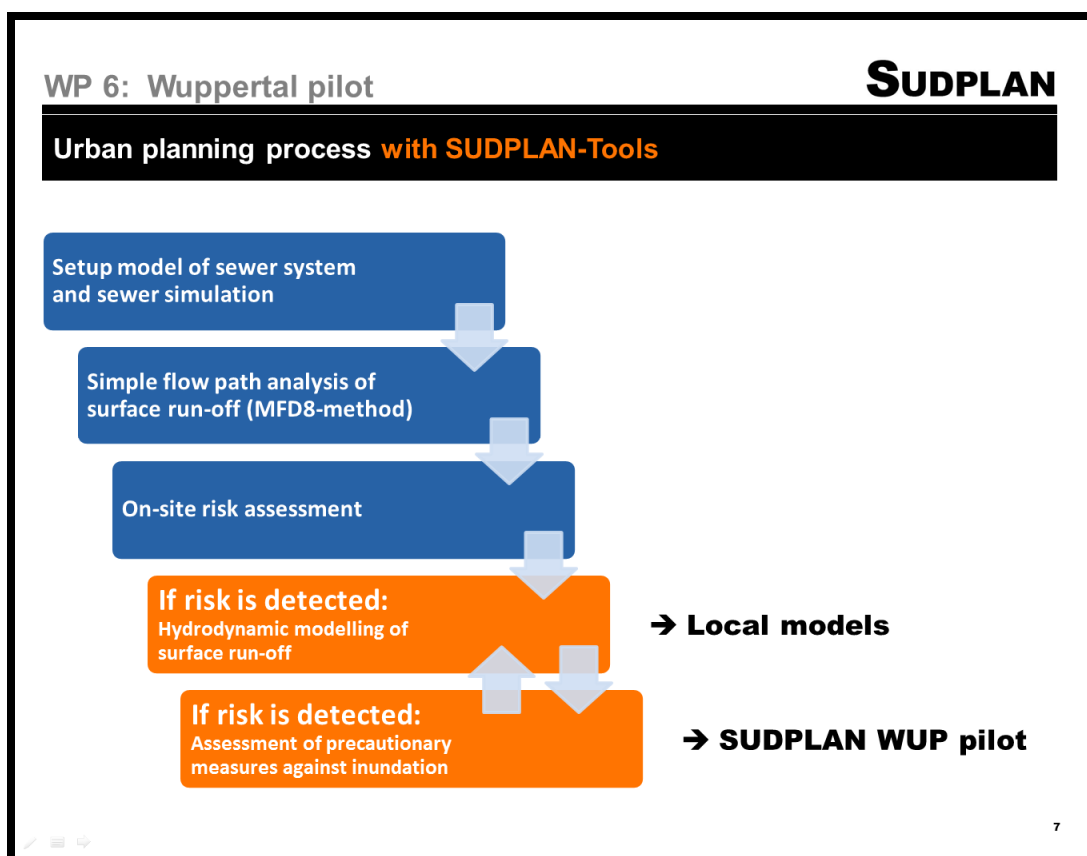 WP 6: Wuppertal pilot
SUDPLAN
Urban planning process with SUDPLAN-Tools
Setup model of sewer system
and sewer simulation
Simple flow path analysis of
surface run-off (MFD8-method)
On-site risk assessment
If risk is detected:
Hydrodynamic modelling of
surface run-off
→ Local models
If risk is detected:
Assessment of precautionary
measures against inundation
→ SUDPLAN WUP pilot
7